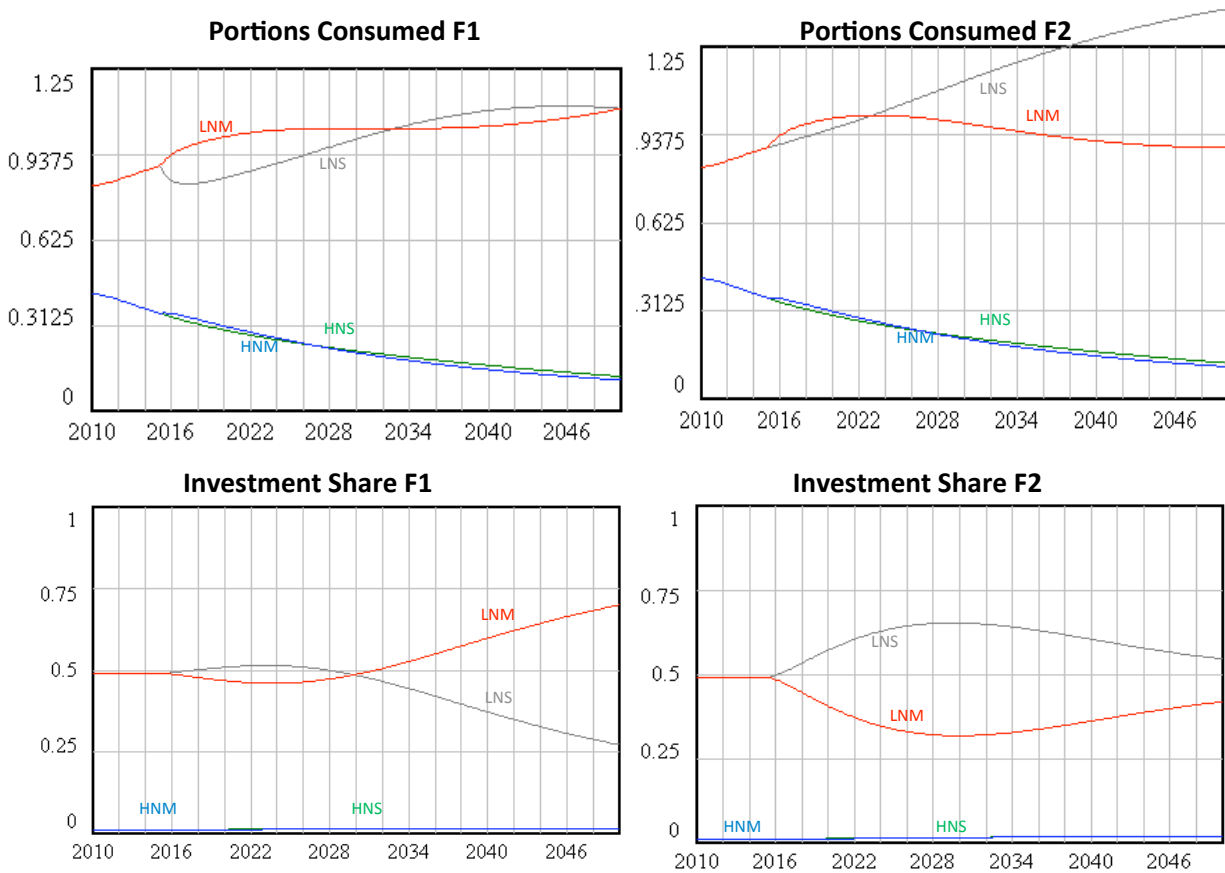 Portions Consumed F1
1.25
0.9375
0.625
0.3125
0
LNM
LNS
HNS
HNM
2010 2016 2022 2028 2034 2040 2046
Portions Consumed F2
1.25
.9375
.625
.3125
0
LNS
LNM
HNS
HNM
2010 2016 2022 2028 2034 2040 2046
Investment Share F1
1
0.75
0.5
0.25
0
LNM
LNS
HNM HNS
2010 2016 2022 2028 2034 2040 2046
Investment Share F2
1
0.75
0.5
0.25
0
LNS
LNM
HNM HNS
2010 2016 2022 2028 2034 2040 2046